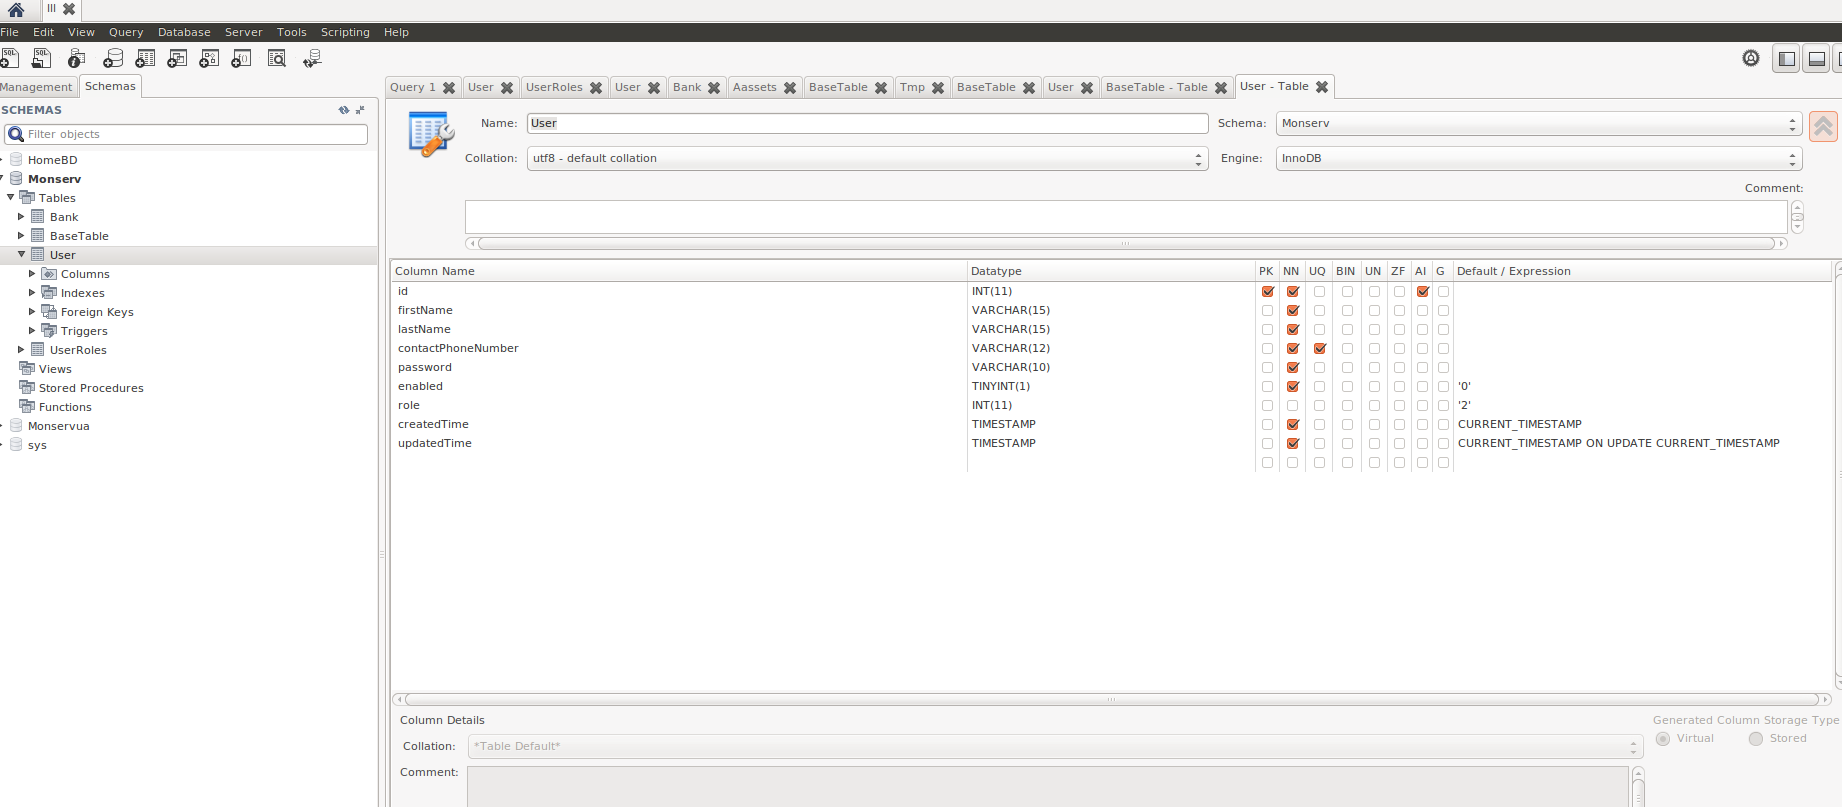 III
File Edit View Query Database Server Tools Scripting Help
Management Schemas
Query 1 User UserRoles User Bank Aassets BaseTable Tmp BaseTable User BaseTable - Table User - Table
SCHEMAS
Filter objects
HomeBD
Monserv
Tables
Bank
BaseTable
User
Columns
Indexes
Foreign Keys
Triggers
UserRoles
Views
Stored Procedures
Functions
Monservua
sys
Name: User Schema: Monserv
Collation: utf8 - default collation Engine: InnoDB
Comment:
Column Name Datatype PK NN UQ BIN UN ZF AI G Default / Expression
id INT(11)
firstName VARCHAR(15)
lastName VARCHAR(15)
contactPhoneNumber VARCHAR(12)
password VARCHAR(10)
enabled TINYINT(1) '0'
role INT(11) '2'
createdTime TIMESTAMP CURRENT_TIMESTAMP
updatedTime TIMESTAMP CURRENT_TIMESTAMP ON UPDATE CURRENT_TIMESTAMP
Column Details Generated Column Storage Type
Collation: *Table Default* Virtual Stored
Comment: